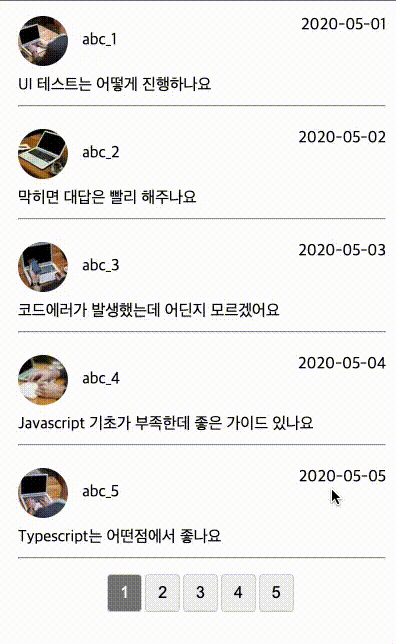 2020-05-01
abc_1
UI 테스트는 어떻게 진행하나요
2020-05-02
abc_2
막히면 대답은 빨리 해주나요
2020-05-03
abc_3
코드에러가 발생했는데 어딘지 모르겠어요
2020-05-04
abc_4
Javascript 기초가 부족한데 좋은 가이드 있나요
2020-05-05
abc_5
Typescript는 어떤점에서 좋나요
1 2 3 4 5